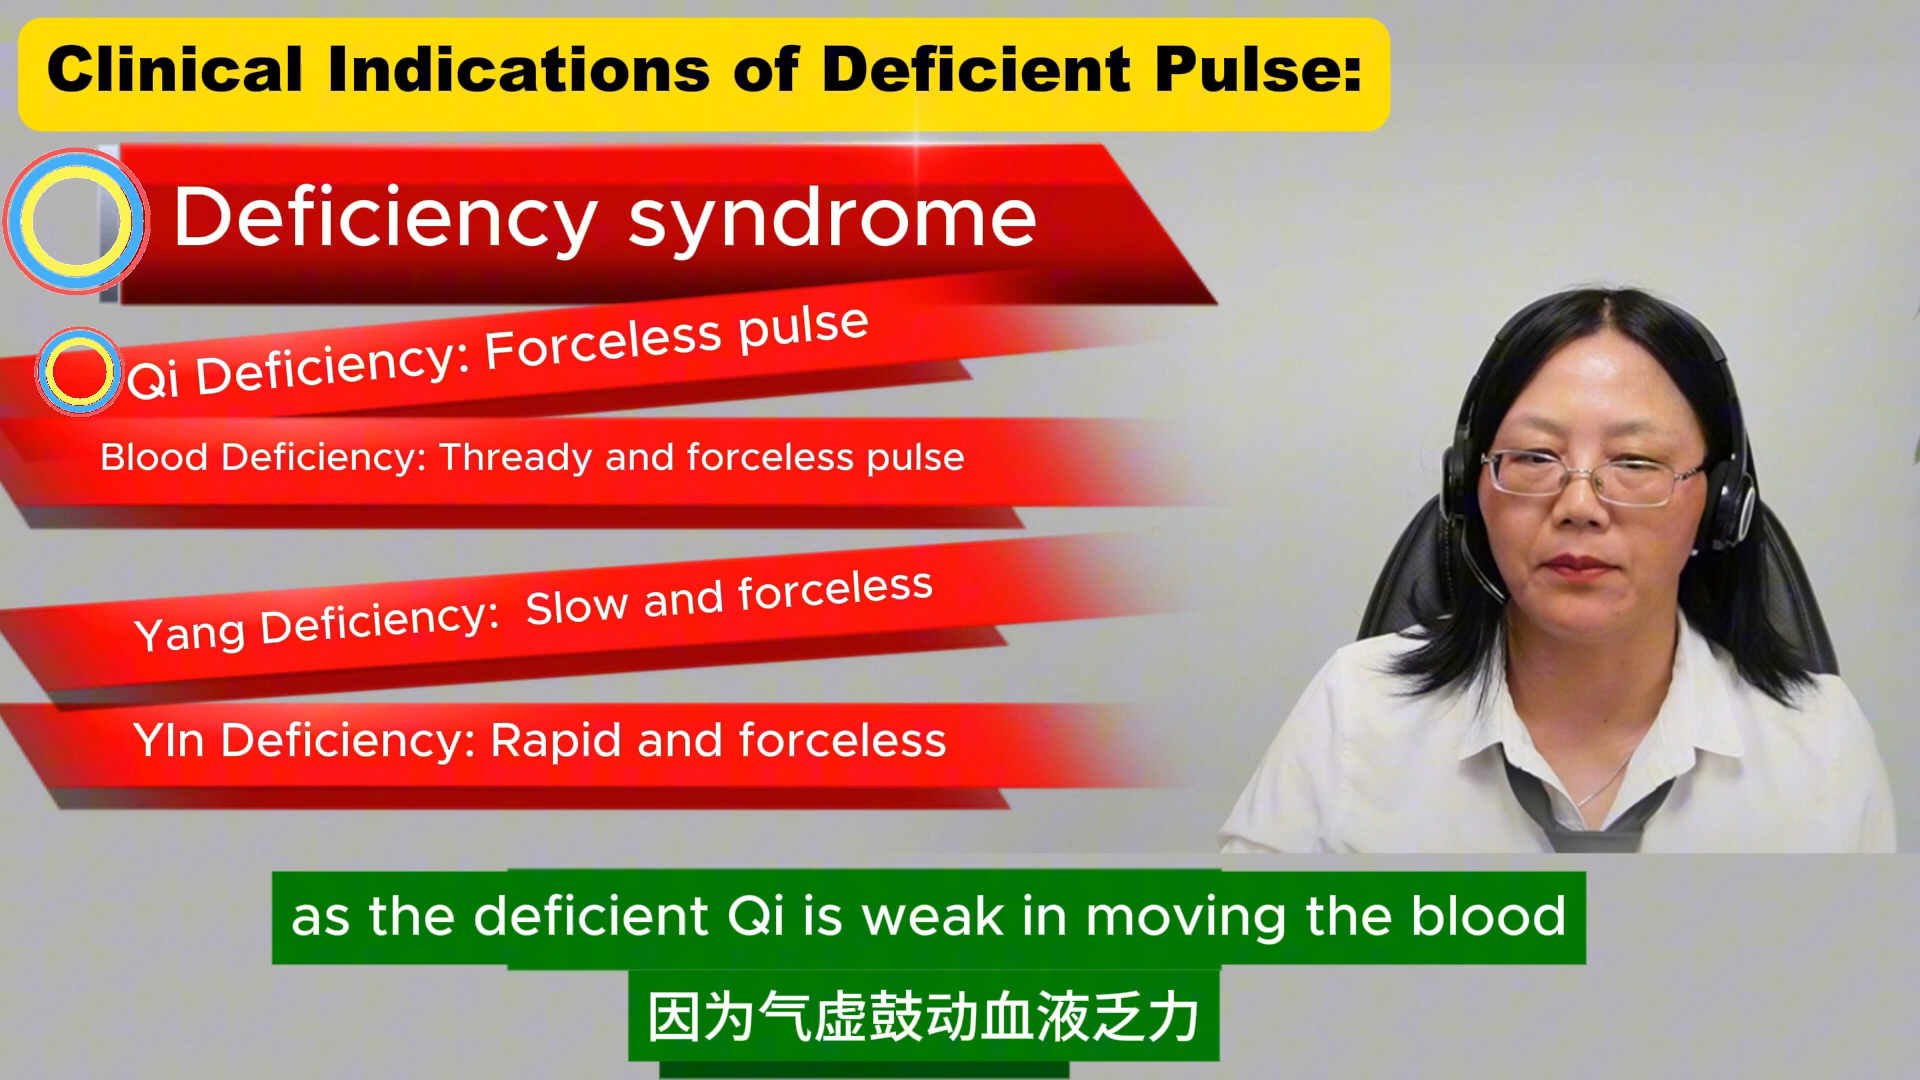 Clinical Indications of Deficient Pulse:
Deficiency syndrome
Qi Deficiency: Forceless pulse
Blood Deficiency: Thready and forceless pulse
Yang Deficiency: Slow and forceless
YIn Deficiency: Rapid and forceless
as the deficient Qi is weak in moving the blood
因为气虚鼓动血液乏力